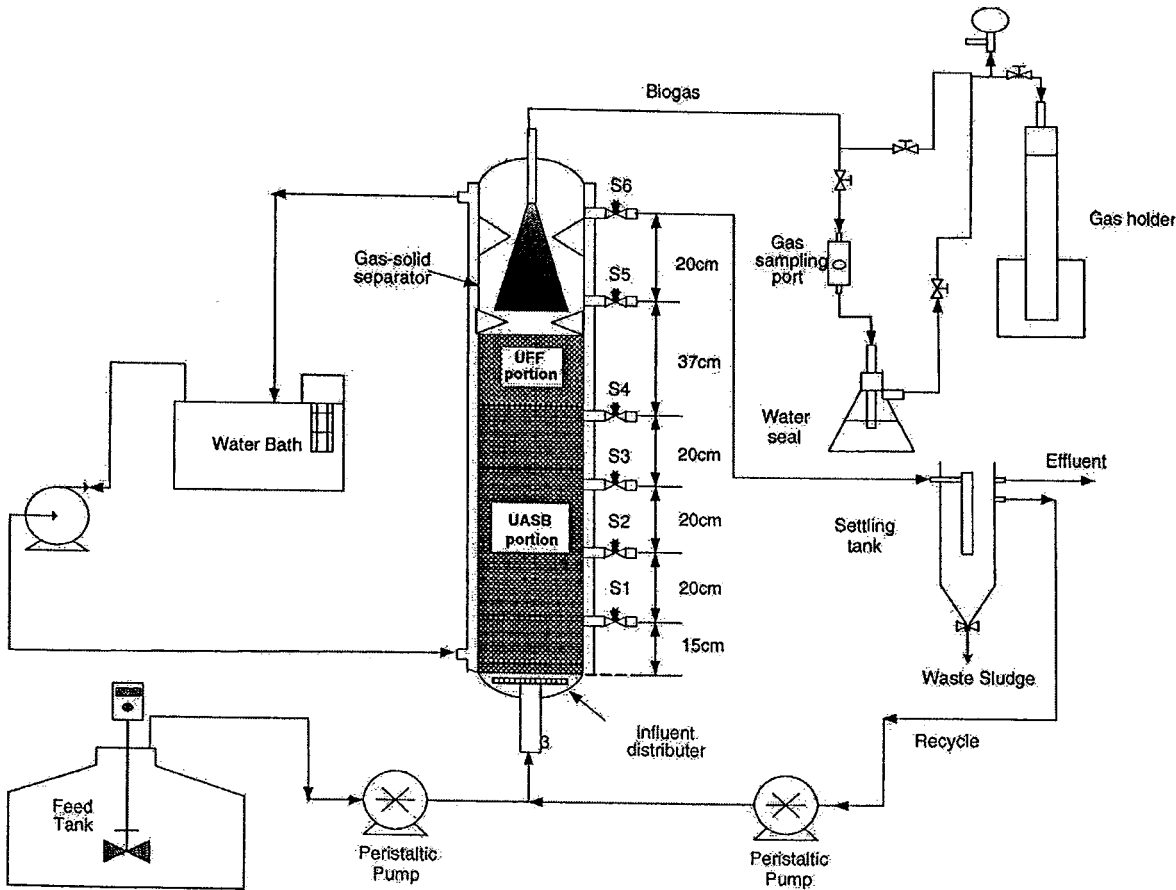 Biogas
S6
Gas holder
Gas-solid
separator
20cm
Gas
sampling
port
S5
UFF
portion
37cm
S4
Water
seal
Water Bath
S3
20cm
Effluent
UASB
portion
S2
20cm
Settling
tank
S1
20cm
15cm
Waste Sludge
Influent
distributer
Recycle
3
Feed
Tank
Peristaltic
Pump
Peristaltic
Pump